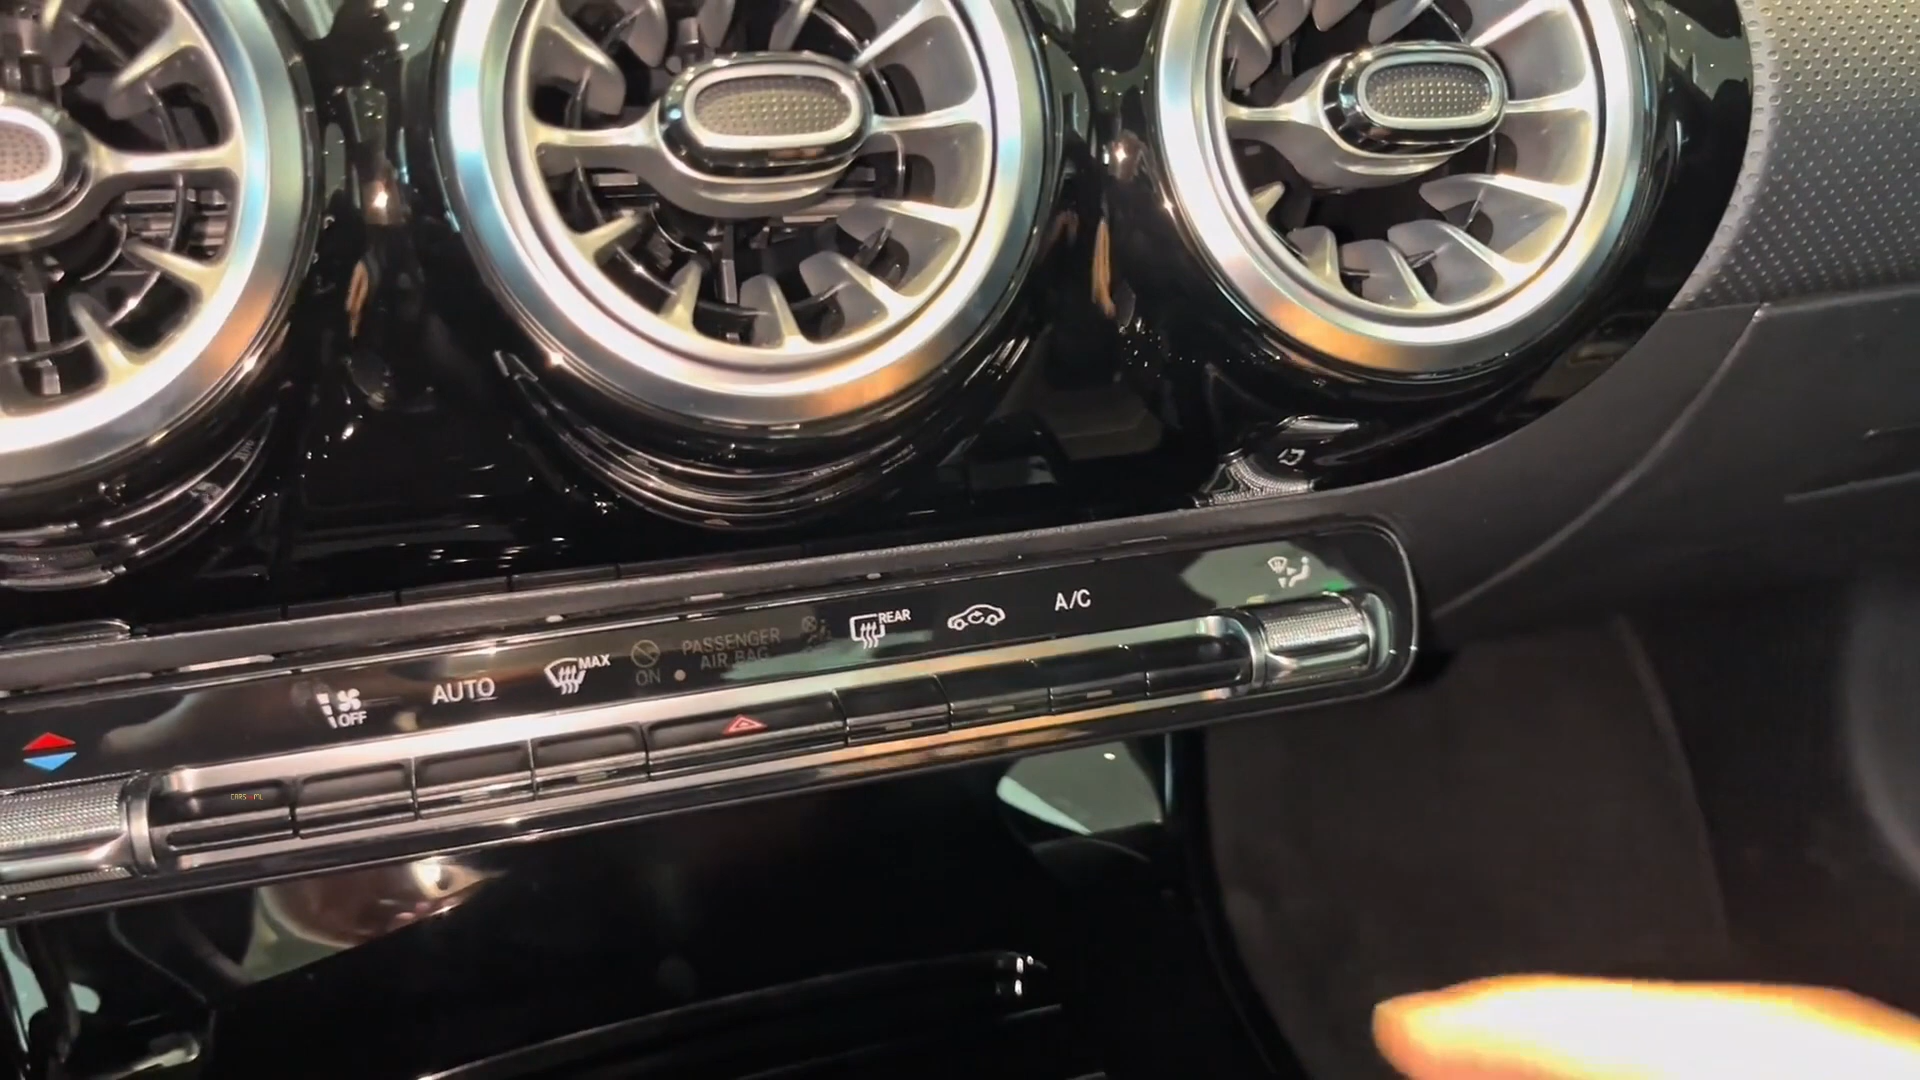 OFF
AUTO
MAX
ON
PASSENGER
AIR BAG
REAR
A/C